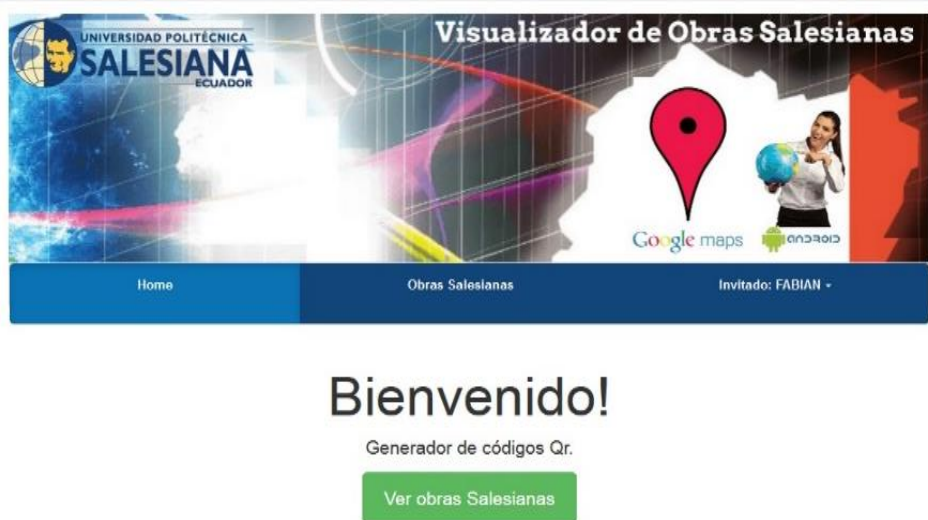 UNIVERSIDAD POLITÉCNICA
SALESIANA
ECUADOR
Visualizador de Obras Salesianas
Google maps
ANDROID
Home
Obras Salesianas
Invitado: FABIAN
Bienvenido!
Generador de códigos Qr.
Ver obras Salesianas